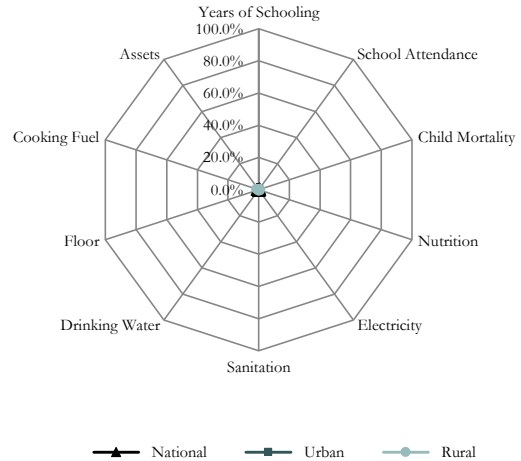 Years of Schooling
100.0%
Assets
School Attendance
80.0%
60.0%
40.0%
Cooking Fuel
Child Mortality
20.0%
0.0%
Floor
Nutrition
Drinking Water
Electricity
Sanitation
National
Urban
Rural